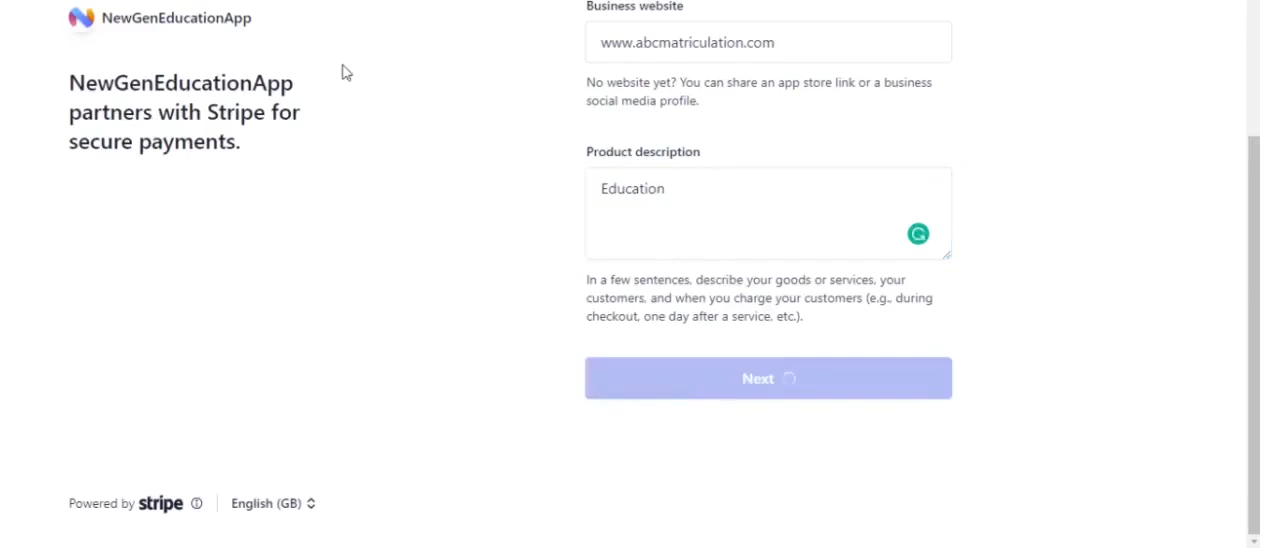 NewGenEducationApp
NewGenEducationApp
partners with Stripe for
secure payments.
Business website
www.abcmatriculation.com
No website yet? You can share an app store link or a business
social media profile.
Product description
Education
In a few sentences, describe your goods or services, your
customers, and when you charge your customers (e.g., during
checkout, one day after a service, etc.).
Next
Powered by stripe
English (GB)